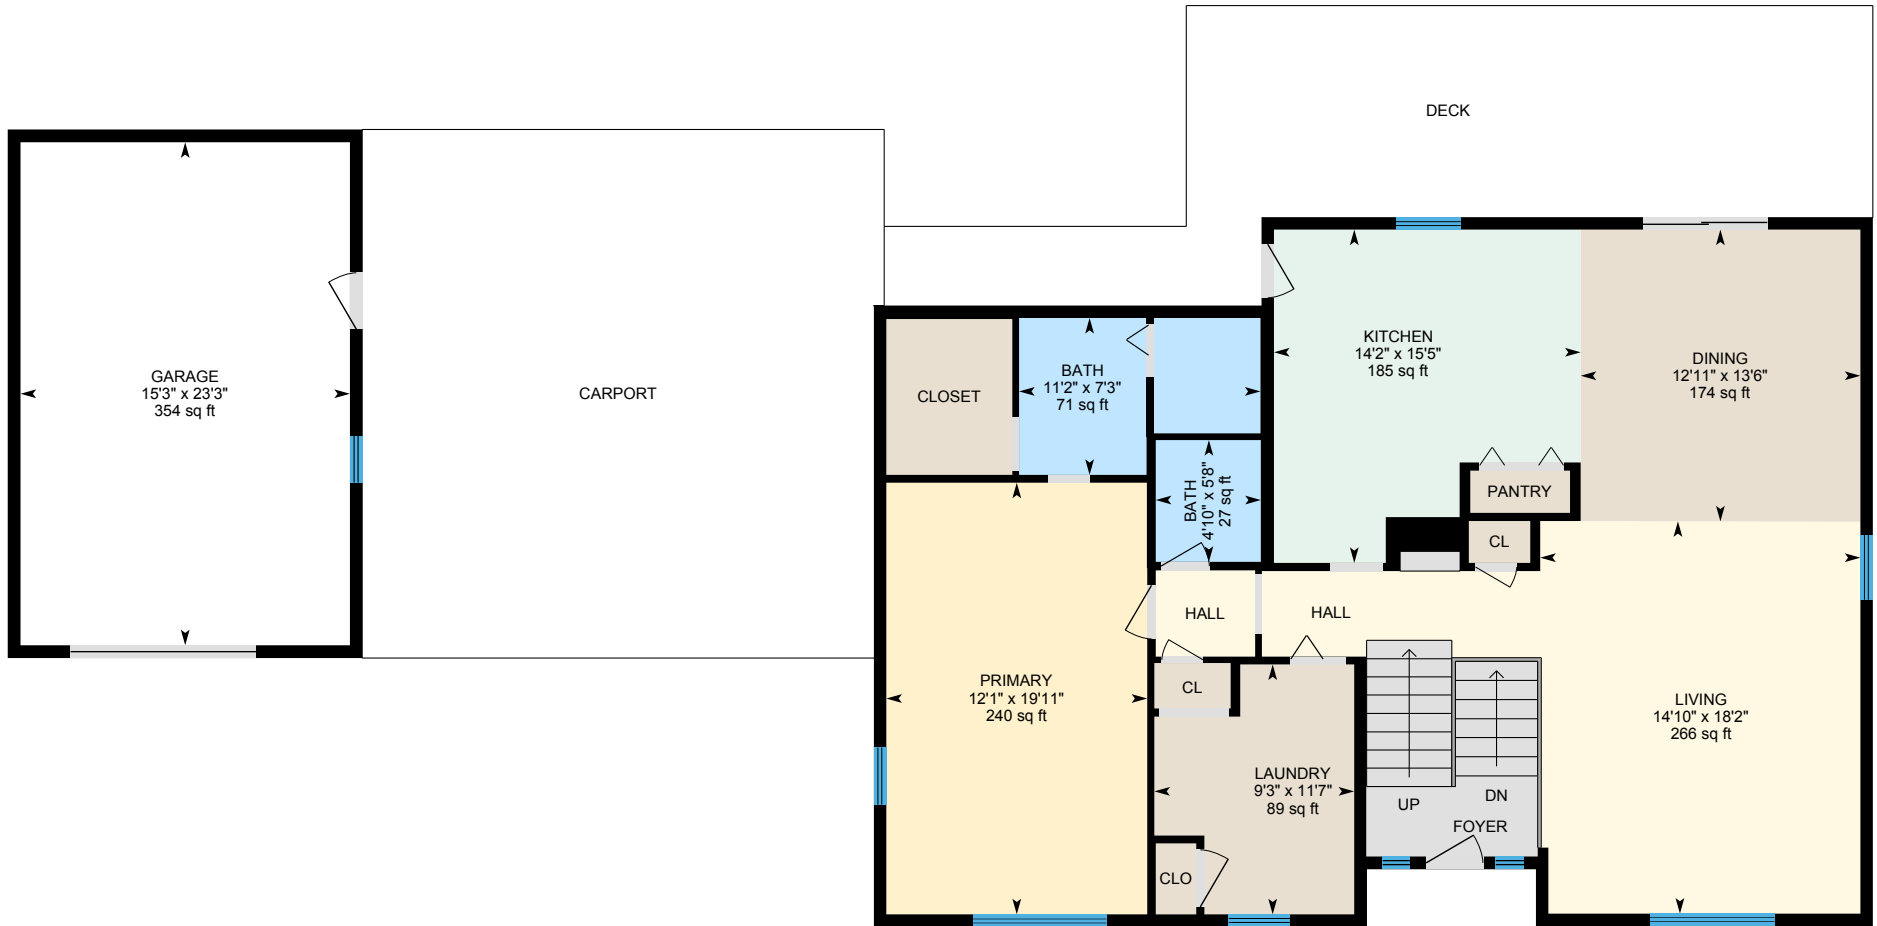 DECK
GARAGE
15'3" x 23'3"
354 sq ft
CARPORT
CLOSET
BATH
11'2" x 7'3"
71 sq ft
KITCHEN
14'2" x 15'5"
185 sq ft
DINING
12'11" x 13'6"
174 sq ft
BATH
4'10" x 5'8"
27 sq ft
PANTRY
CL
HALL
HALL
PRIMARY
12'1" x 19'11"
240 sq ft
CL
LIVING
14'10" x 18'2"
266 sq ft
LAUNDRY
9'3" x 11'7"
89 sq ft
UP
DN
FOYER
CLO